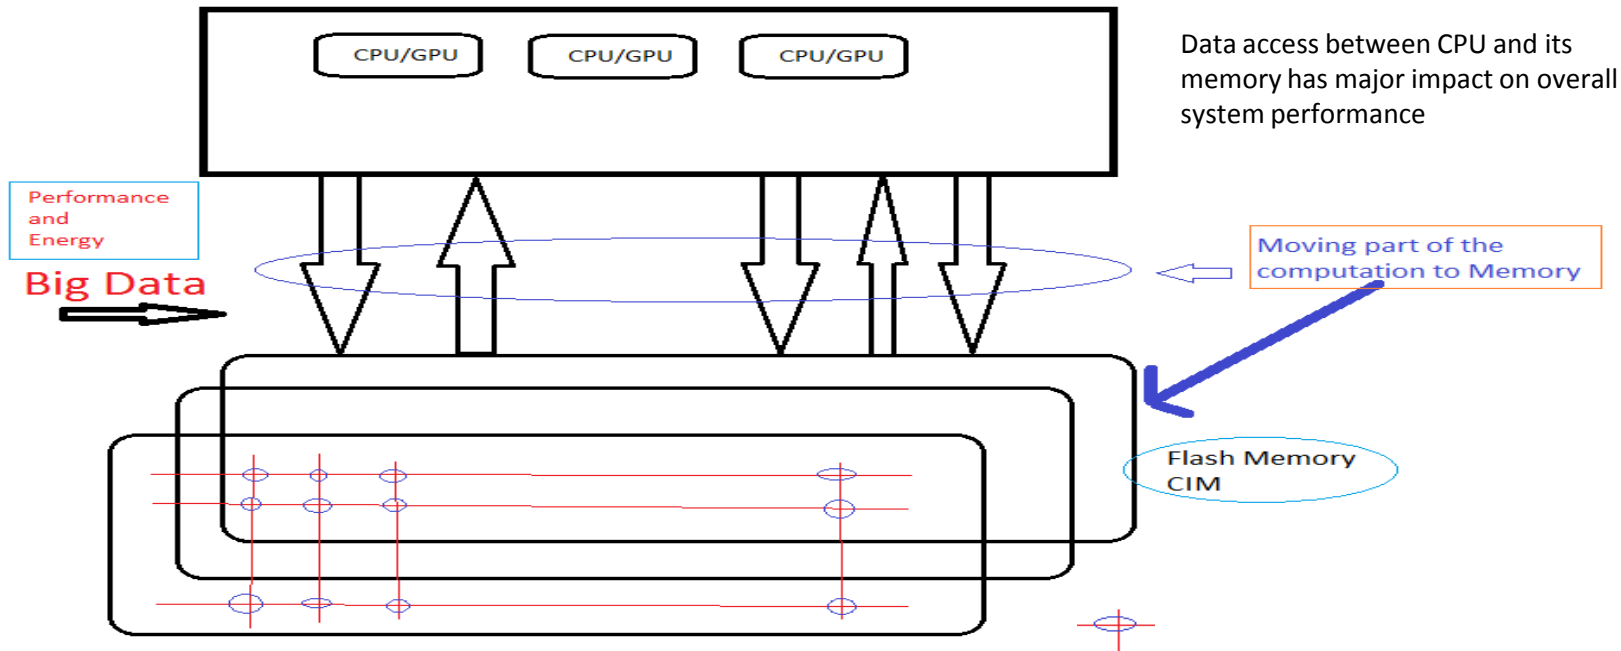 CPU/GPU
CPU/GPU
CPU/GPU
Data access between CPU and its
memory has major impact on overall
system performance
Performance
and
Energy
Big Data
Moving part of the
computation to Memory
Flash Memory
CIM